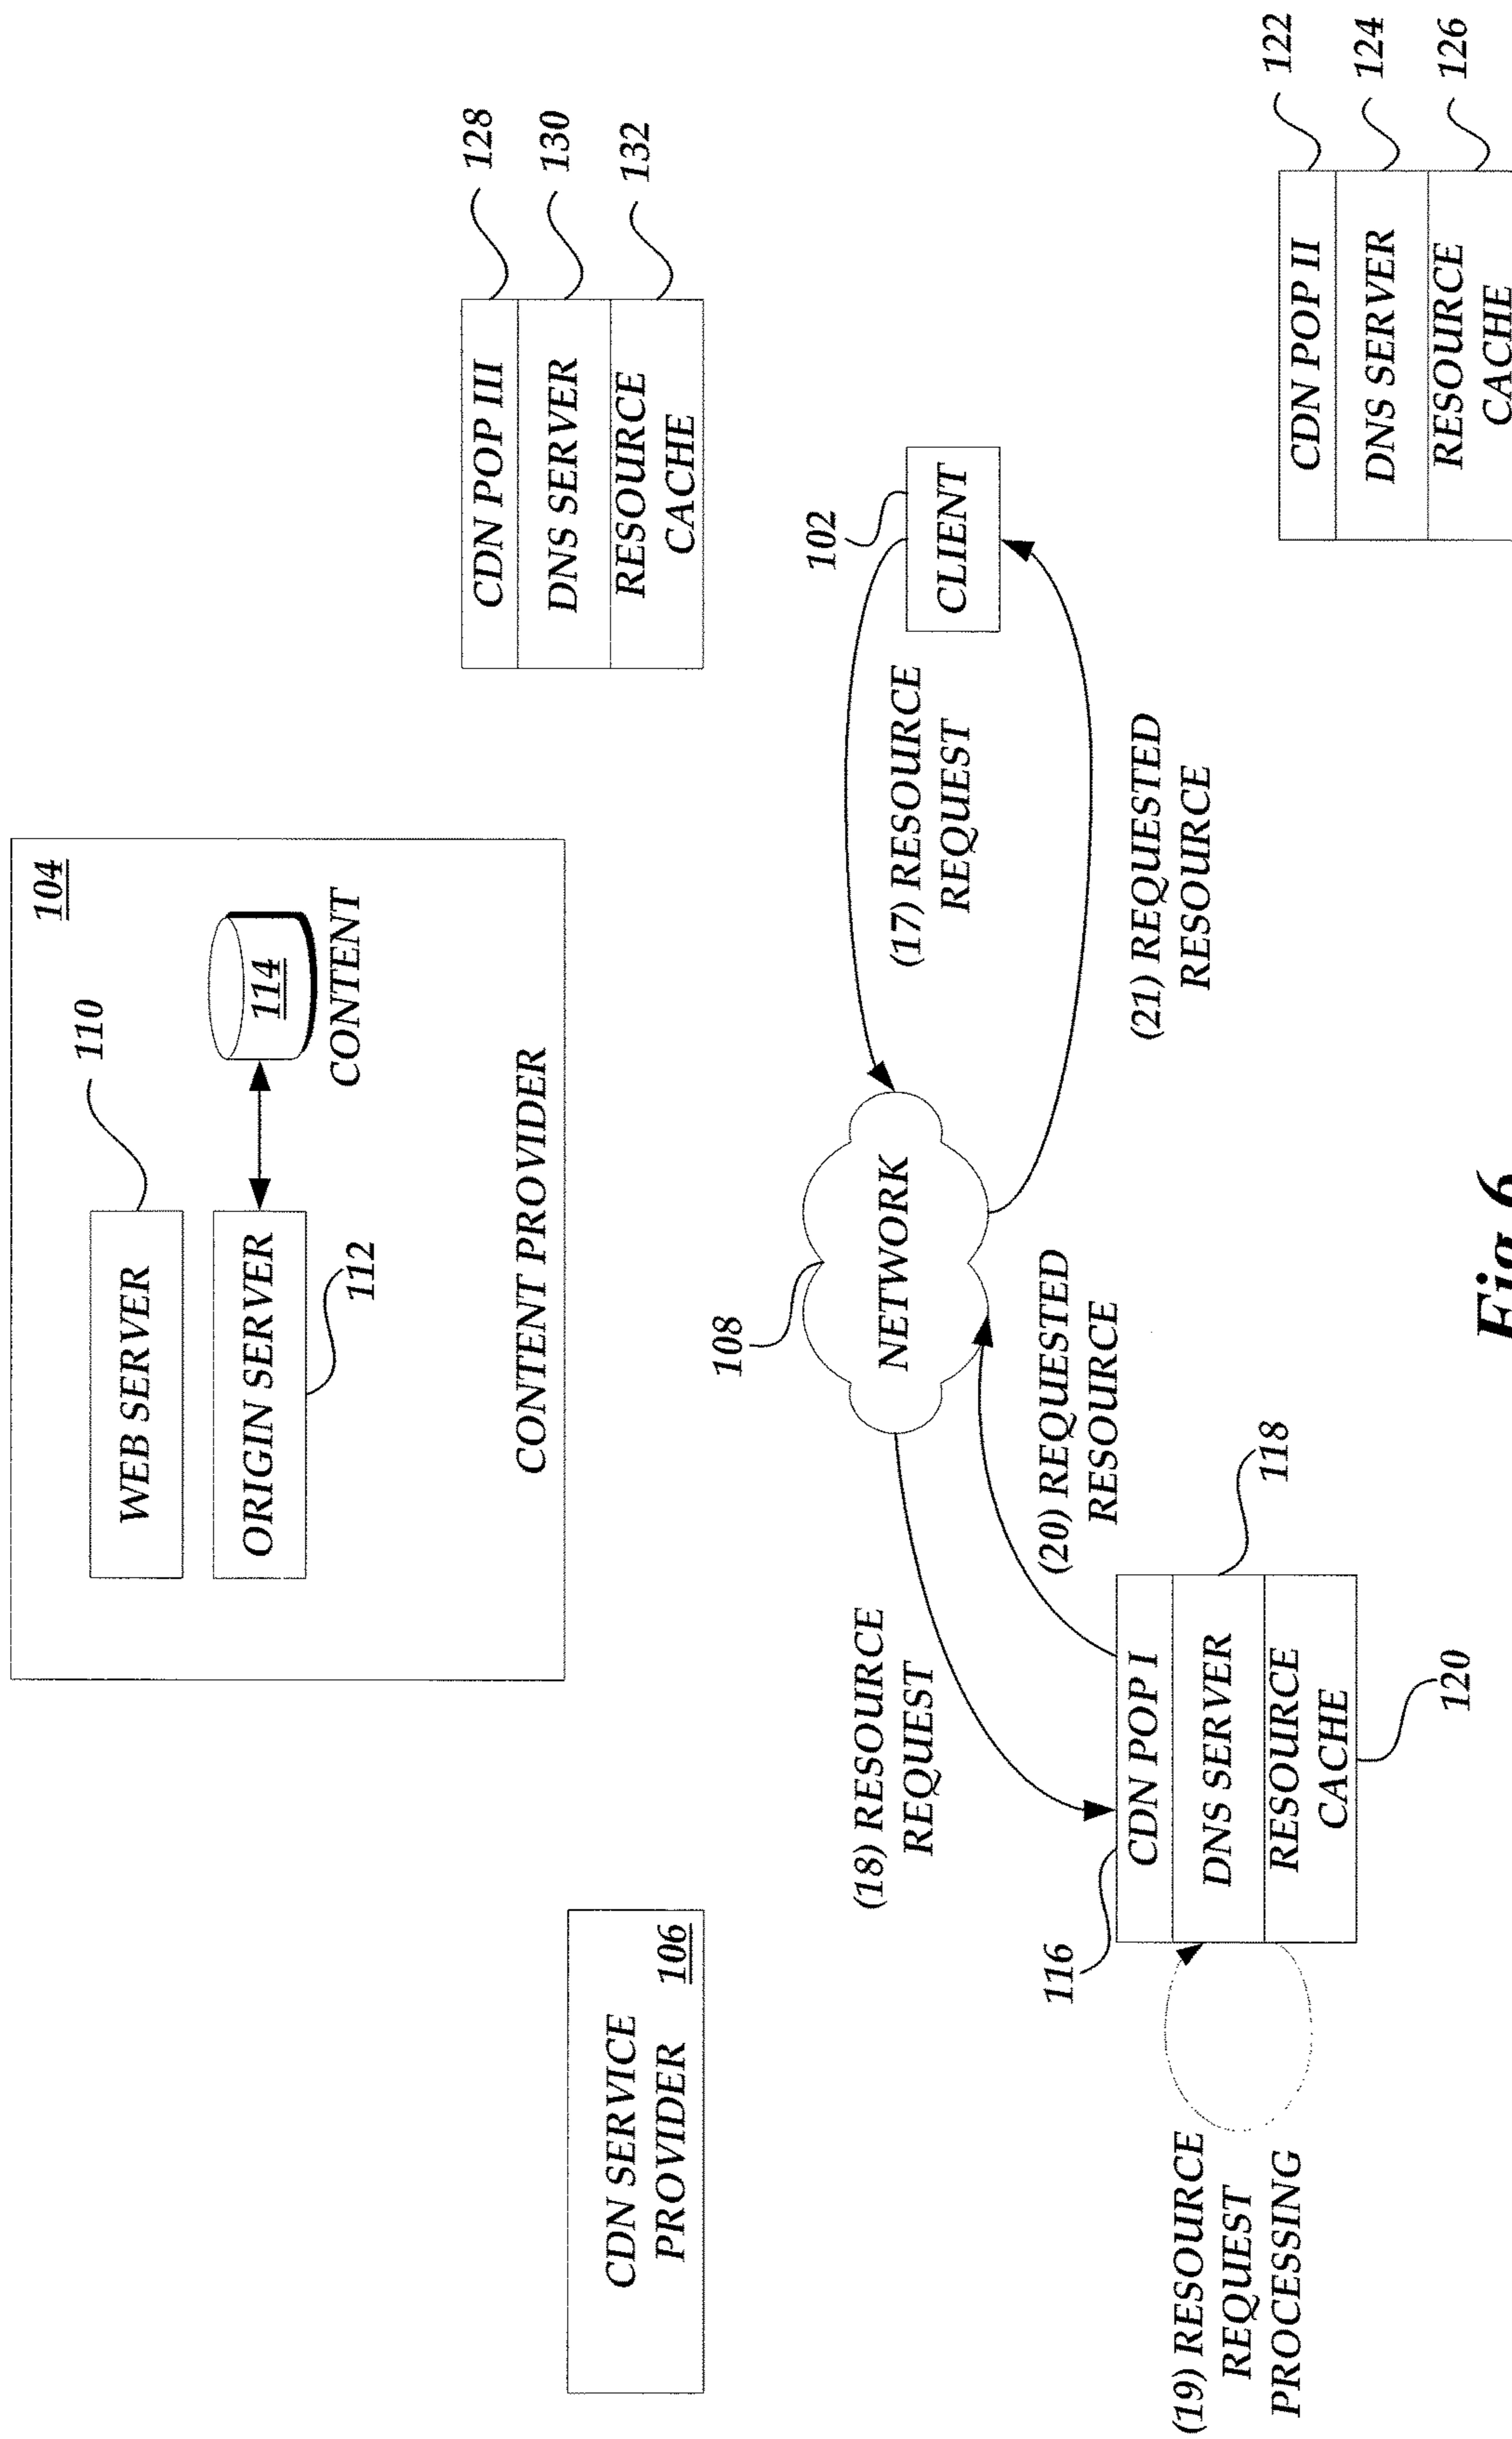 104
110
WEB SERVER
ORIGIN SERVER
112
114
CONTENT
CONTENT PROVIDER
CDN SERVICE
PROVIDER
106
128
130
132
CDN POP III
DNS SERVER
RESOURCE
CACHE
108
NETWORK
102
CLIENT
(17) RESOURCE
REQUEST
(18) RESOURCE
REQUEST
(20) REQUESTED
RESOURCE
(21) REQUESTED
RESOURCE
116
CDN POP I
DNS SERVER
RESOURCE
CACHE
118
120
(19) RESOURCE
REQUEST
PROCESSING
122
124
126
CDN POP II
DNS SERVER
RESOURCE
CACHE
Fig.6.